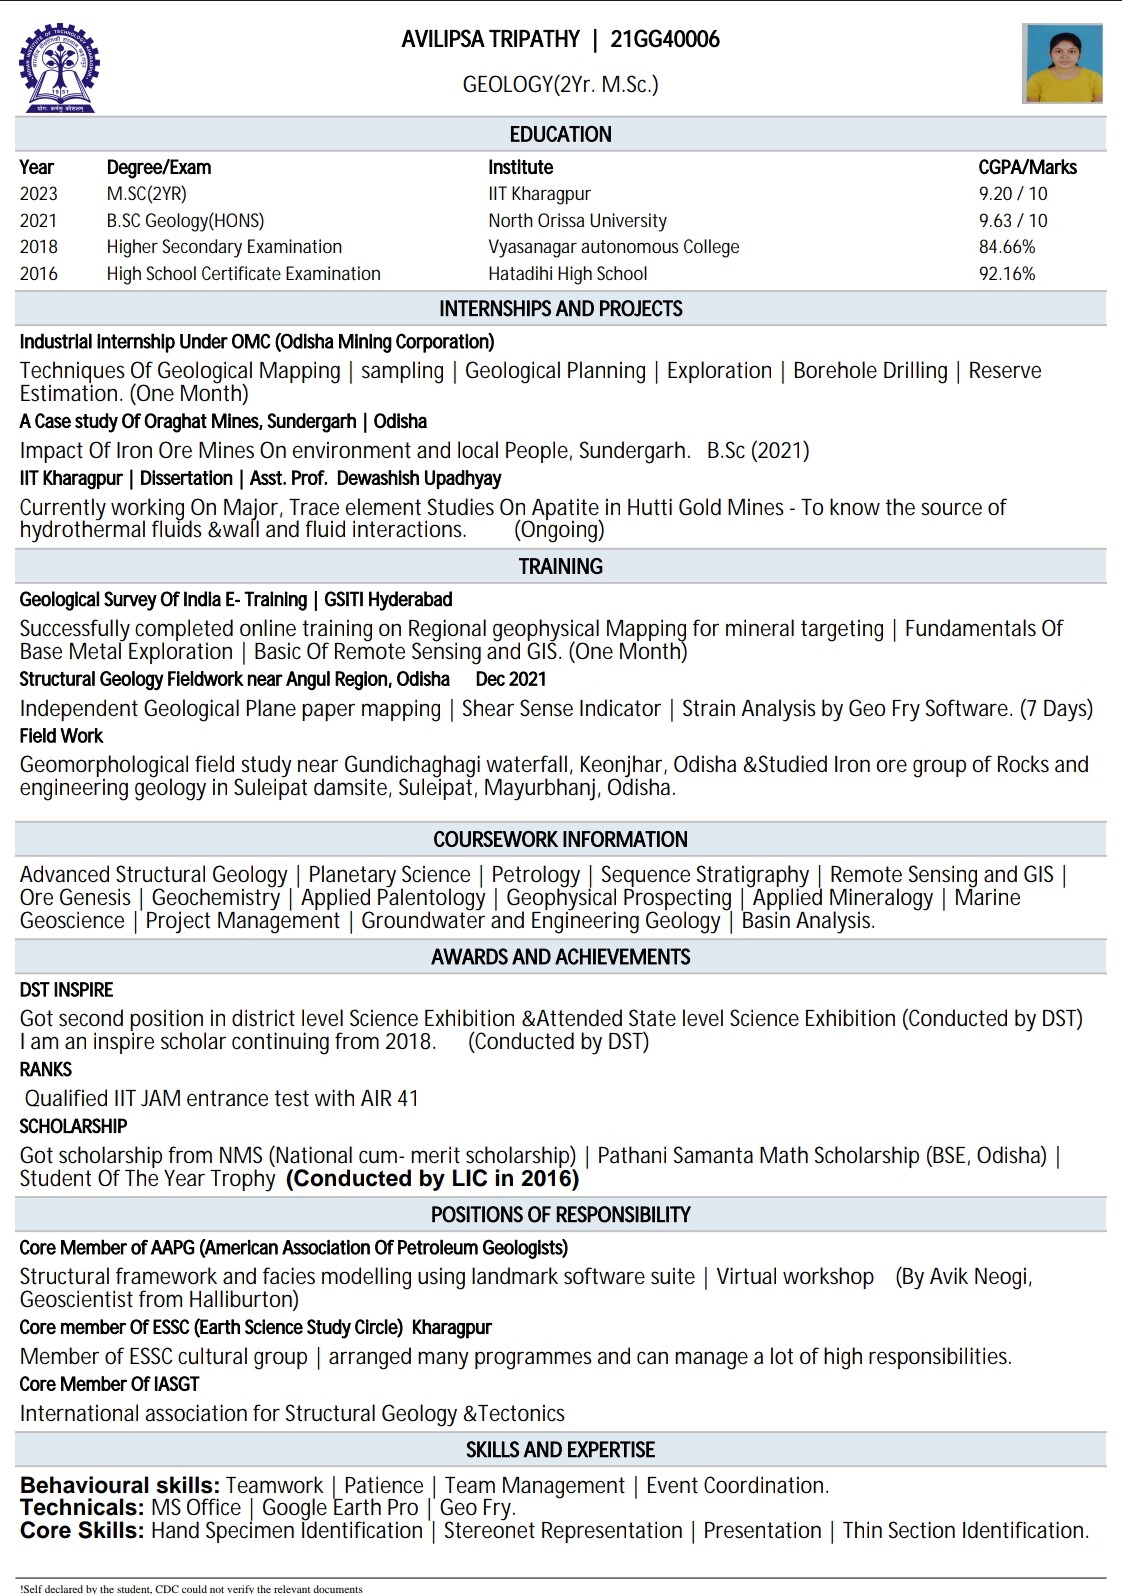 AVILIPSA TRIPATHY | 21GG40006
GEOLOGY(2Yr. M.Sc.)
1951
योगः कर्मसु कौशलम्
EDUCATION
Year Degree/Exam Institute CGPA/Marks
2023 M.SC(2YR) IIT Kharagpur 9.20 / 10
2021 B.SC Geology(HONS) North Orissa University 9.63 / 10
2018 Higher Secondary Examination Vyasanagar autonomous College 84.66%
2016 High School Certificate Examination Hatadihi High School 92.16%
INTERNSHIPS AND PROJECTS
Industrial internship Under OMC (Odisha Mining Corporation)
Techniques Of Geological Mapping | sampling | Geological Planning | Exploration | Borehole Drilling | Reserve
Estimation. (One Month)
A Case study Of Oraghat Mines, Sundergarh | Odisha
Impact Of Iron Ore Mines On environment and local People, Sundergarh. B.Sc (2021)
IIT Kharagpur | Dissertation | Asst. Prof. Dewashish Upadhyay
Currently working On Major, Trace element Studies On Apatite in Hutti Gold Mines - To know the source of
hydrothermal fluids &wall and fluid interactions. (Ongoing)
TRAINING
Geological Survey Of India E- Training | GSITI Hyderabad
Successfully completed online training on Regional geophysical Mapping for mineral targeting | Fundamentals Of
Base Metal Exploration | Basic Of Remote Sensing and GIS. (One Month)
Structural Geology Fieldwork near Angul Region, Odisha Dec 2021
Independent Geological Plane paper mapping | Shear Sense Indicator | Strain Analysis by Geo Fry Software. (7 Days)
Field Work
Geomorphological field study near Gundichaghagi waterfall, Keonjhar, Odisha &Studied Iron ore group of Rocks and
engineering geology in Suleipat damsite, Suleipat, Mayurbhanj, Odisha.
COURSEWORK INFORMATION
Advanced Structural Geology | Planetary Science | Petrology | Sequence Stratigraphy | Remote Sensing and GIS |
Ore Genesis | Geochemistry | Applied Palentology | Geophysical Prospecting | Applied Mineralogy | Marine
Geoscience | Project Management | Groundwater and Engineering Geology | Basin Analysis.
AWARDS AND ACHIEVEMENTS
DST INSPIRE
Got second position in district level Science Exhibition &Attended State level Science Exhibition (Conducted by DST)
I am an inspire scholar continuing from 2018. (Conducted by DST)
RANKS
Qualified IIT JAM entrance test with AIR 41
SCHOLARSHIP
Got scholarship from NMS (National cum- merit scholarship) | Pathani Samanta Math Scholarship (BSE, Odisha) |
Student Of The Year Trophy (Conducted by LIC in 2016)
POSITIONS OF RESPONSIBILITY
Core Member of AAPG (American Association Of Petroleum Geologists)
Structural framework and facies modelling using landmark software suite | Virtual workshop (By Avik Neogi,
Geoscientist from Halliburton)
Core member Of ESSC (Earth Science Study Circle) Kharagpur
Member of ESSC cultural group | arranged many programmes and can manage a lot of high responsibilities.
Core Member Of IASGT
International association for Structural Geology &Tectonics
SKILLS AND EXPERTISE
Behavioural skills: Teamwork | Patience | Team Management | Event Coordination.
Technicals: MS Office | Google Earth Pro | Geo Fry.
Core Skills: Hand Specimen Identification | Stereonet Representation | Presentation | Thin Section Identification.
!Self declared by the student, CDC could not verify the relevant documents